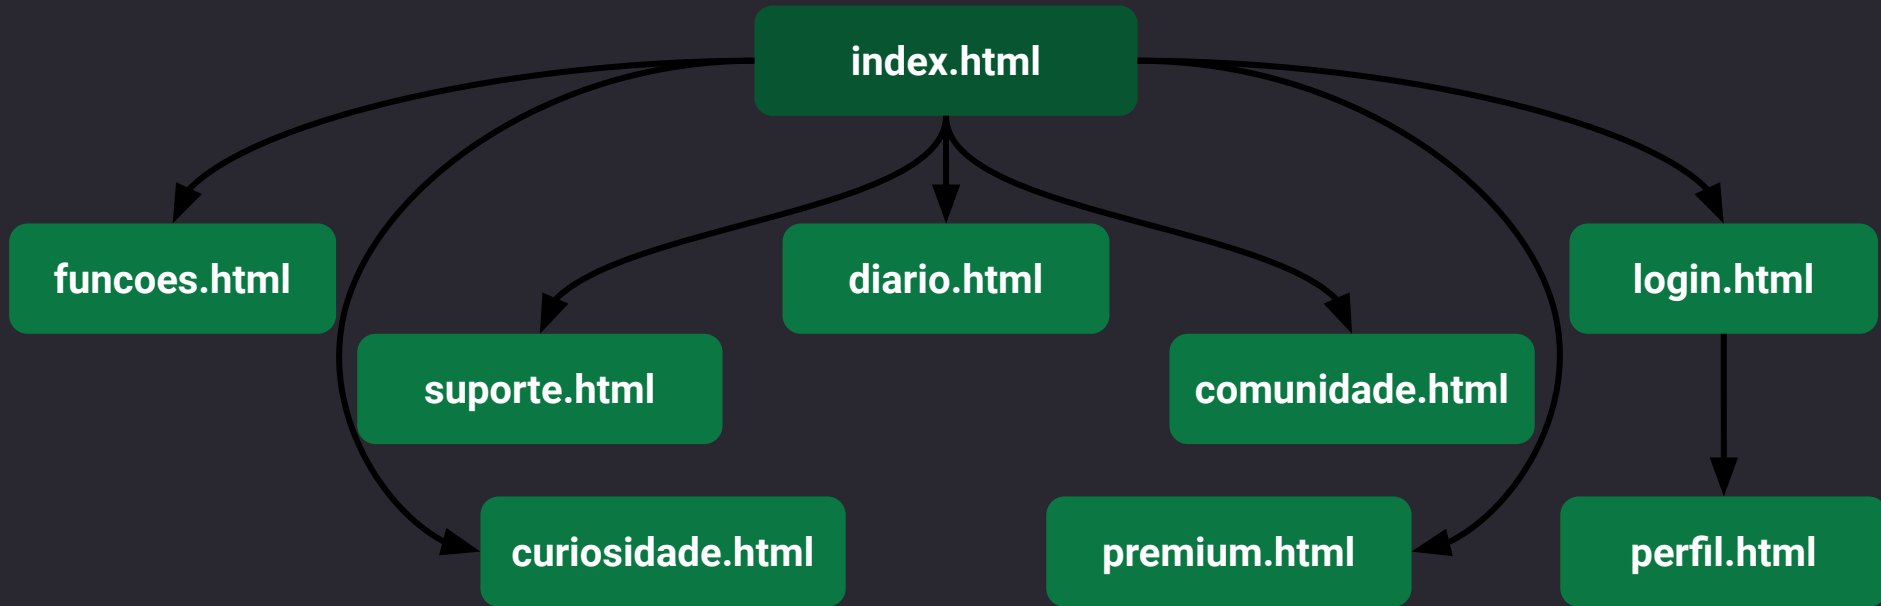 index.html
funcoes.html
diario.html
login.html
suporte.html
comunidade.html
curiosidade.html
premium.html
perfil.html